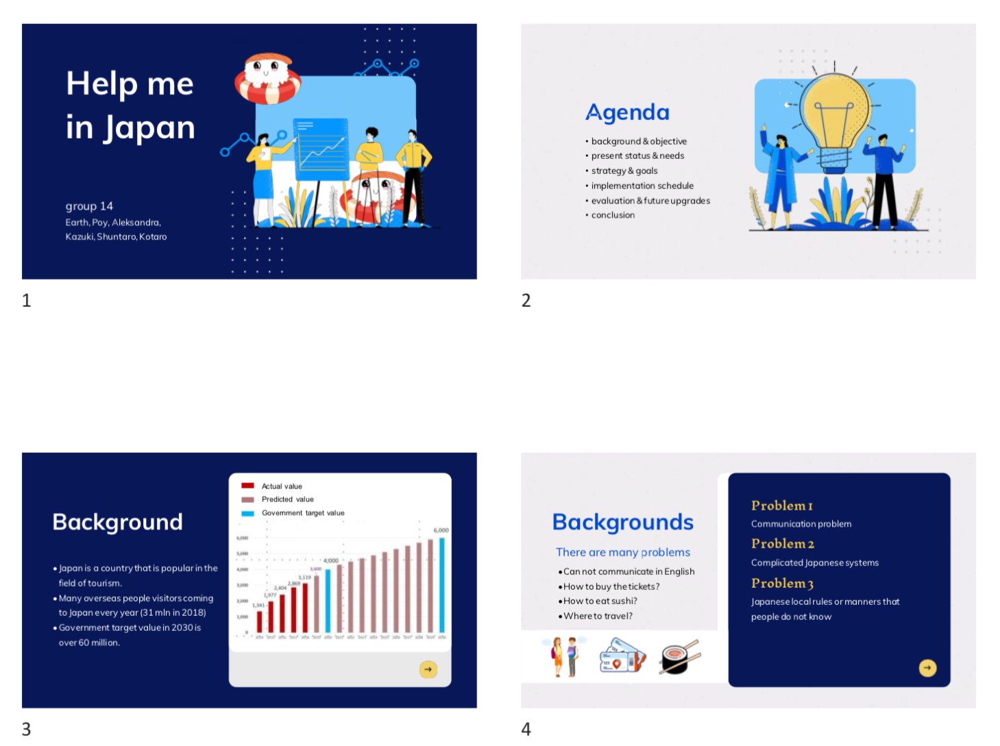 Help me
in Japan
group 14
Earth, Poy, Aleksandra,
Kazuki, Shuntaro, Kotaro
1
Agenda
• background & objective
• present status & needs
• strategy & goals
• implementation schedule
• evaluation & future upgrades
• conclusion
2
Background
• Japan is a country that is popular in the
field of tourism.
• Many overseas people visitors coming
to Japan every year (31 mln in 2018)
• Government target value in 2030 is
over 60 million.
Actual value
Predicted value
Government target value
6,000
6,000
5,000
4,000
4,000
3,600
3,119
3,000
2,869
2,404
2,000
1,977
1,341
1,000
0
3
Backgrounds
There are many problems
• Can not communicate in English
• How to buy the tickets?
• How to eat sushi?
• Where to travel?
123
123
Problem 1
Communication problem
Problem 2
Complicated Japanese systems
Problem 3
Japanese local rules or manners that
people do not know
4